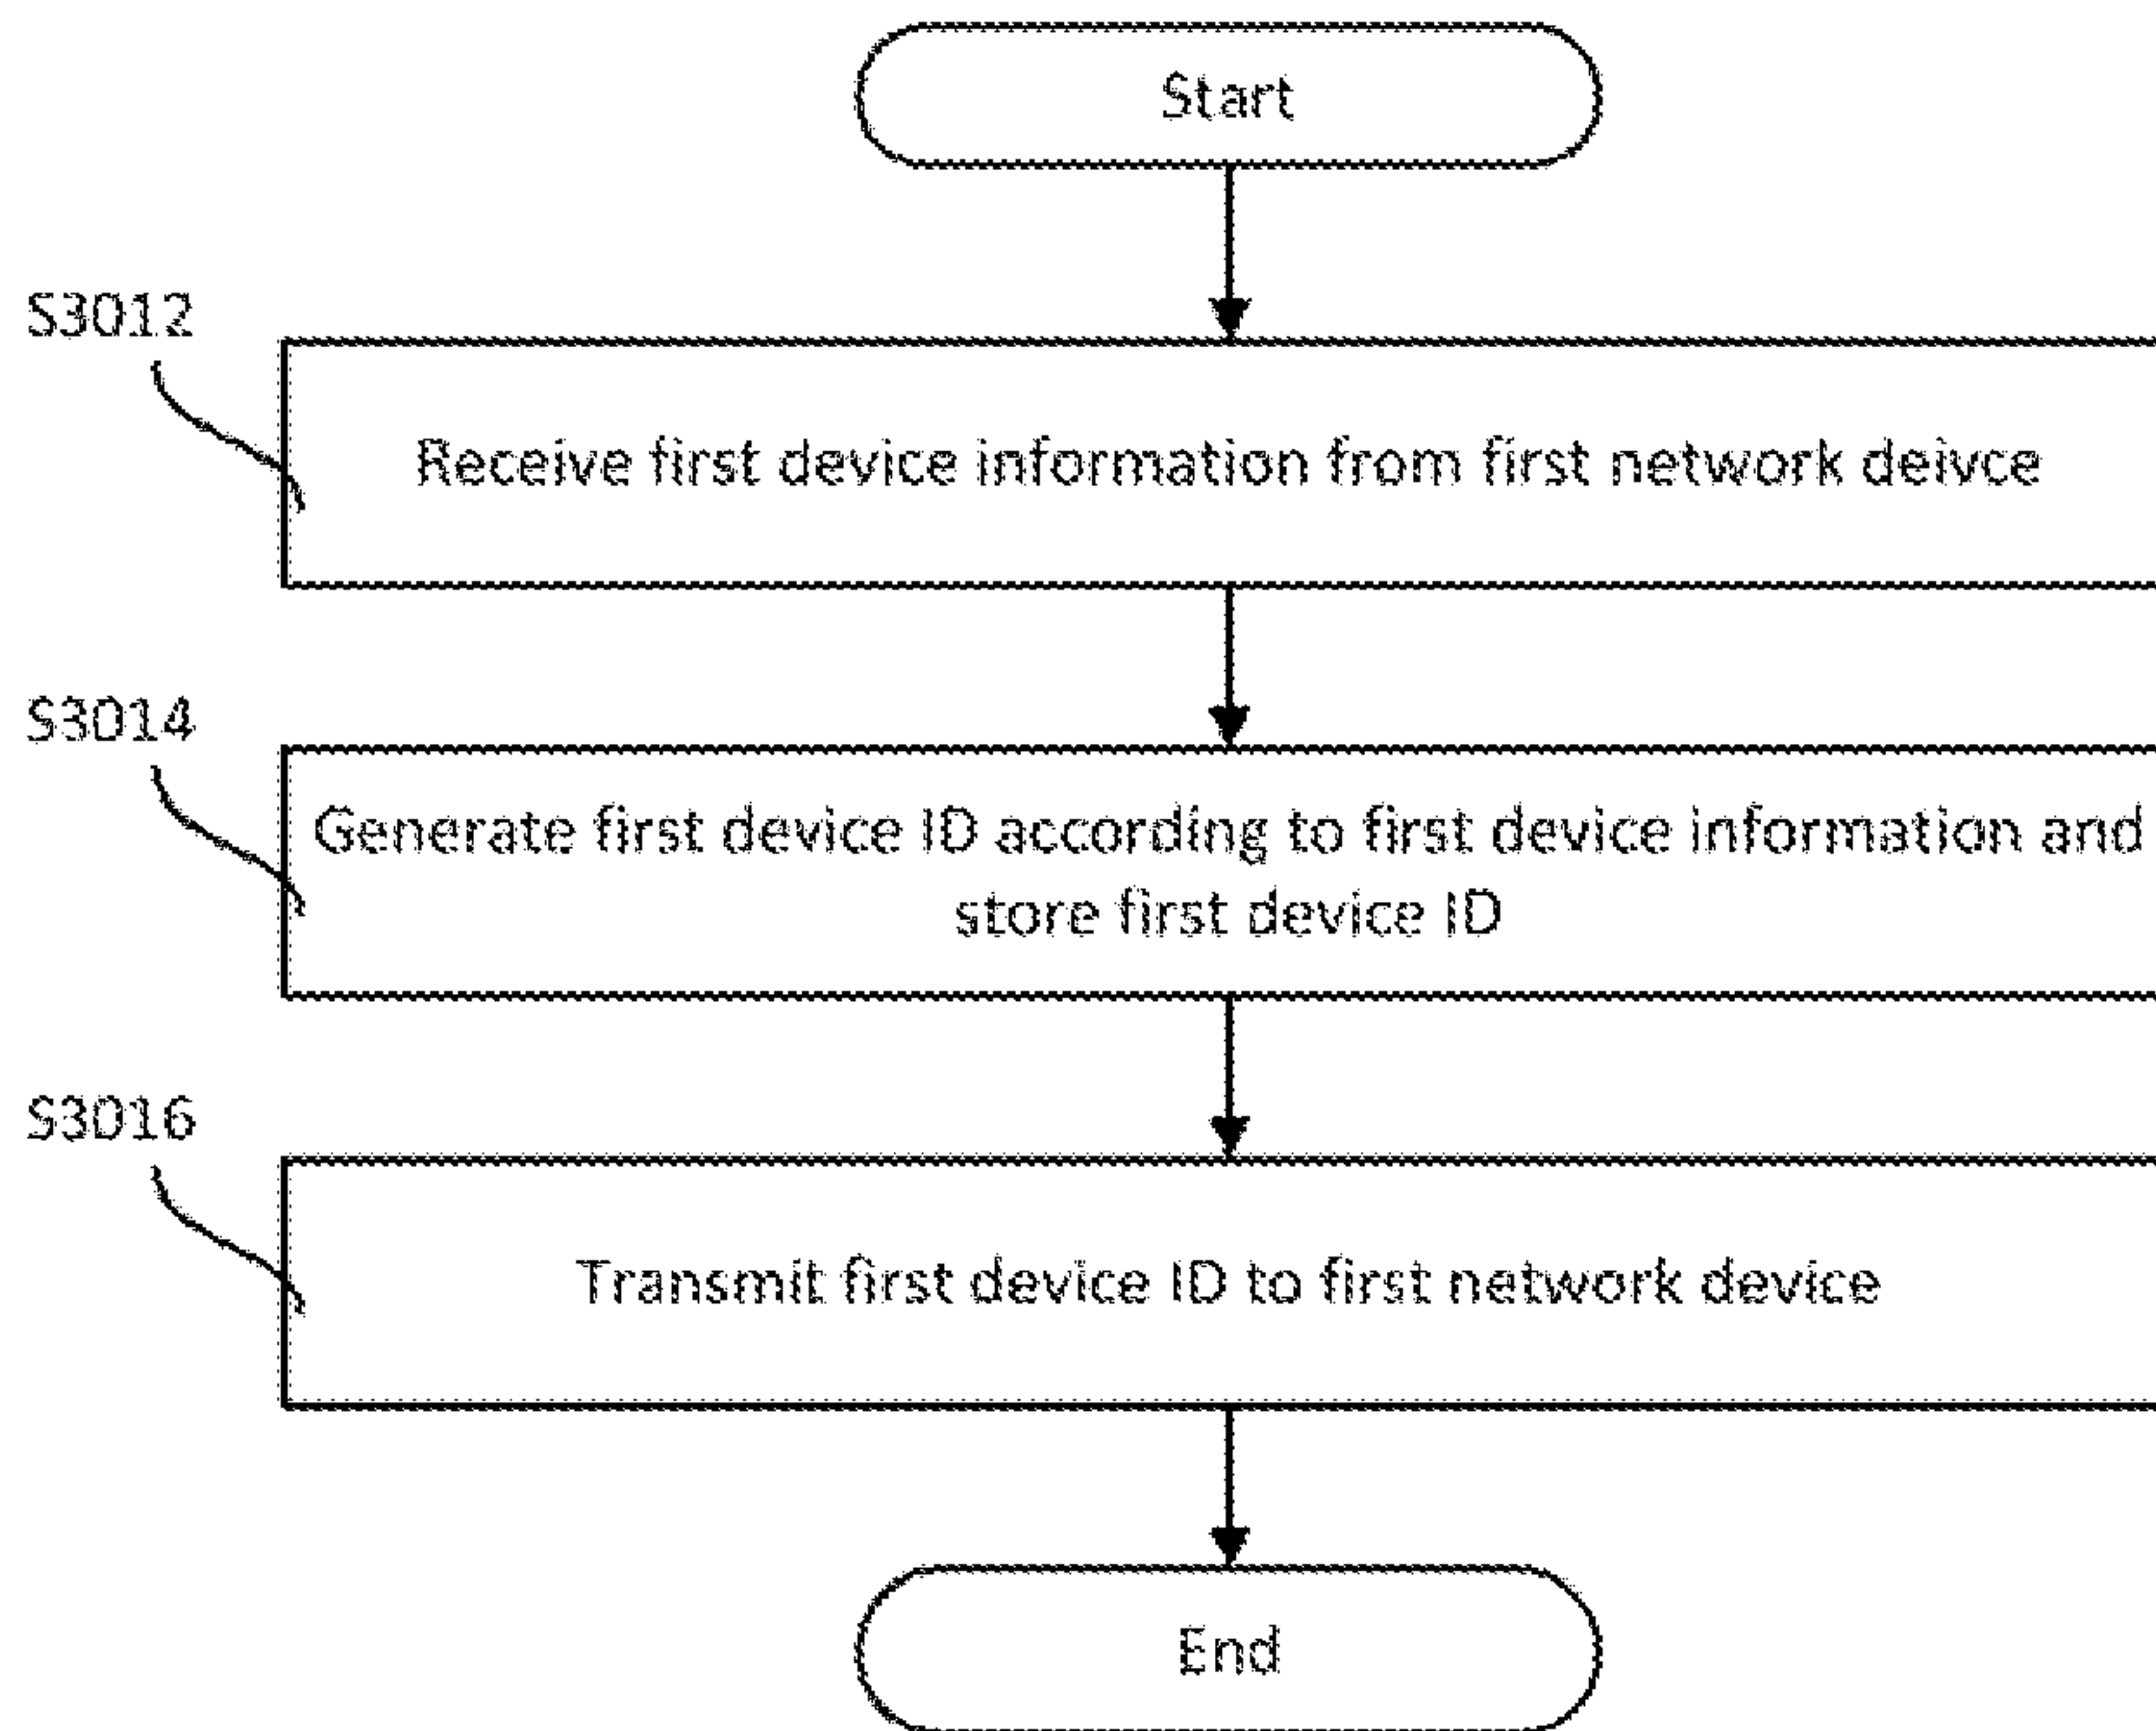 Start
S3012
Receive first device information from first network deivce
S3014
Generate first device ID according to first device information and
store first device ID
S3016
Transmit first device ID to first network device
End